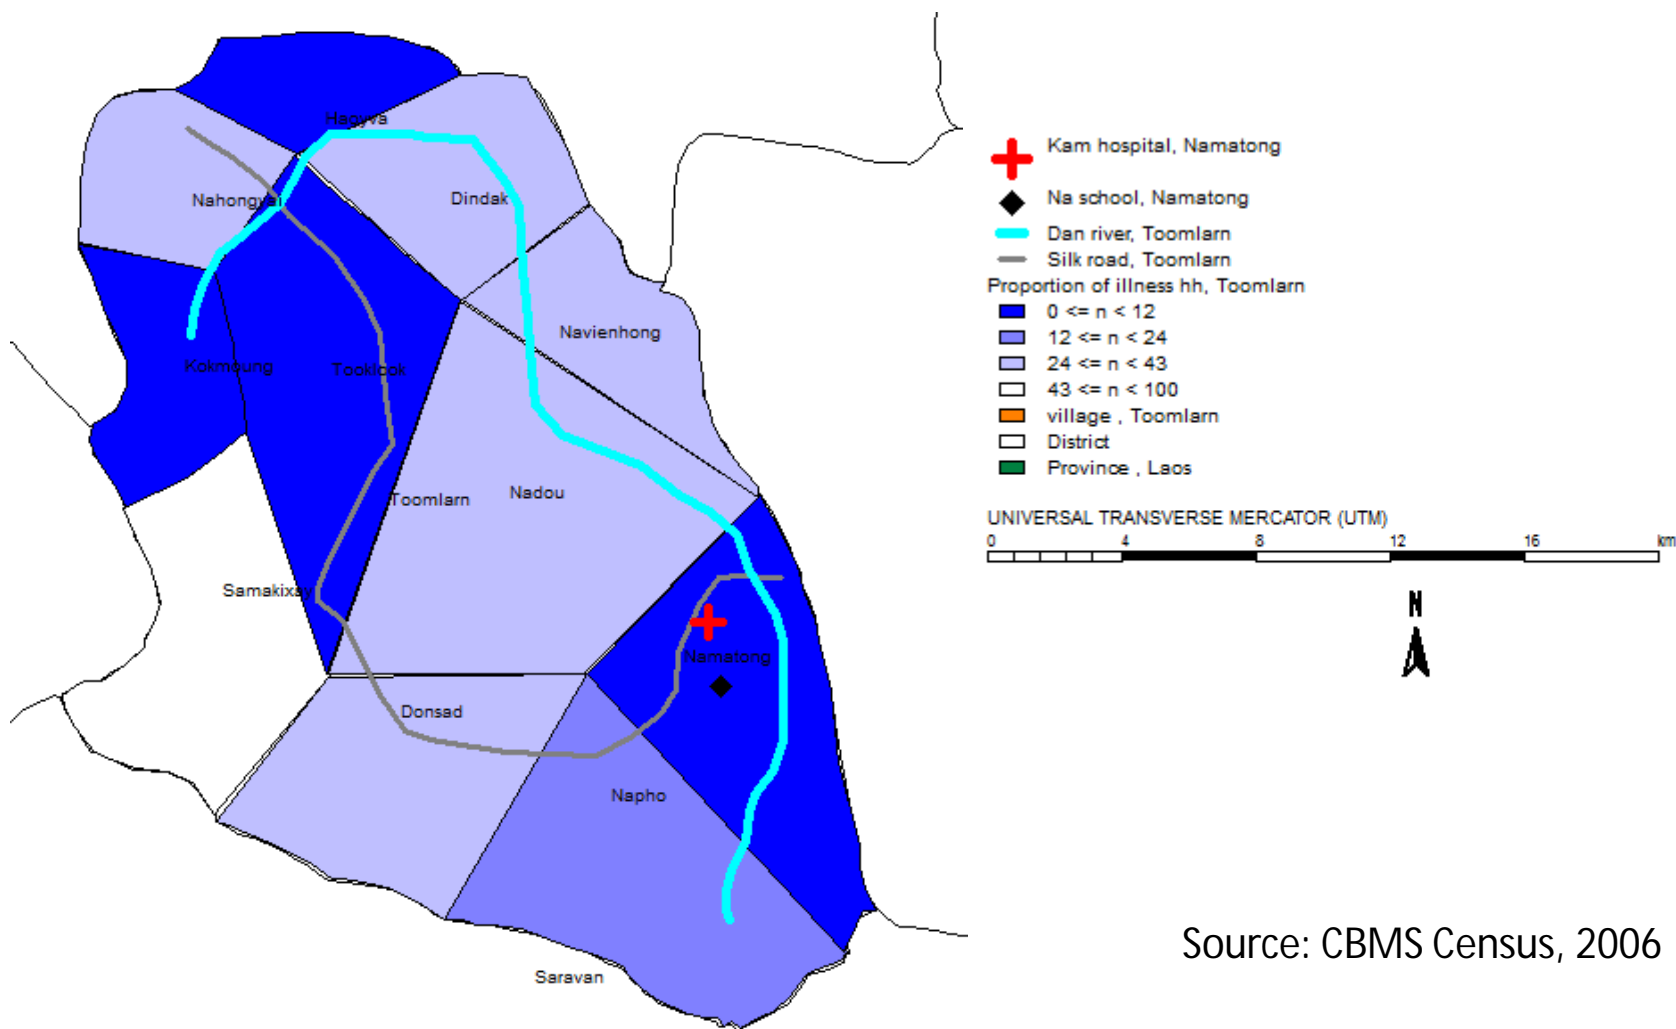 Hagyva
Nahongyai
Dindak
Navienhong
Kokmsung
Tooklook
Toomlarn
Nadou
Samakixay
Namatong
Donsad
Napho
Saravan
Kam hospital, Namatong
Na school, Namatong
Dan river, Toomlarn
Silk road, Toomlarn
Proportion of illness hh, Toomlarn
0 <= n < 12
12 <= n < 24
24 <= n < 43
43 <= n < 100
village , Toomlarn
District
Province , Laos
UNIVERSAL TRANSVERSE MERCATOR (UTM)
0 4 8 12 16 km
N
Source: CBMS Census, 2006